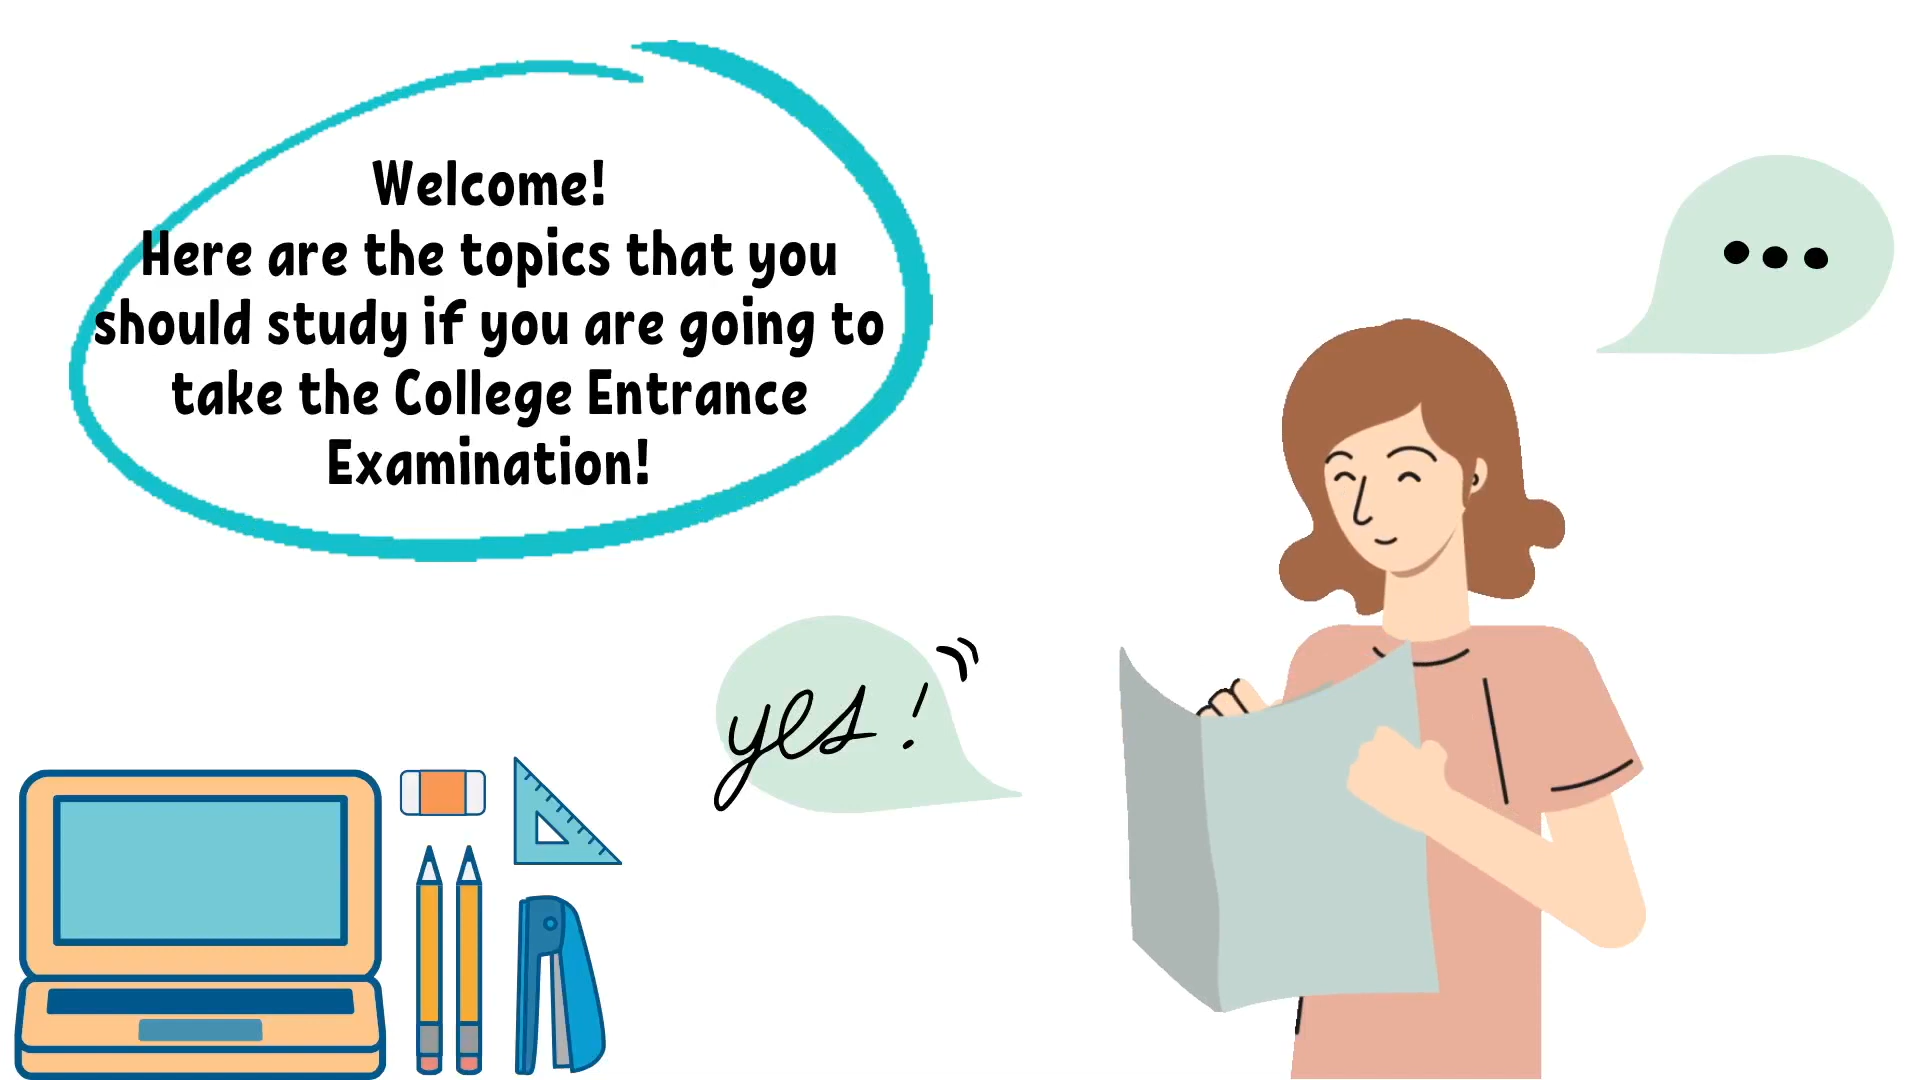 Welcome!
Here are the topics that you
should study if you are going to
take the College Entrance
Examination!
...
yes!